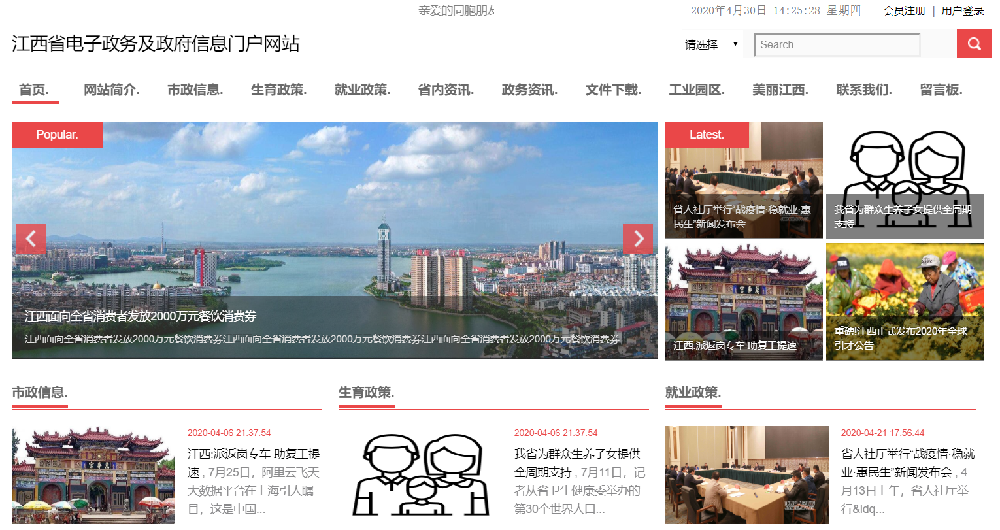 亲爱的同胞朋
2020年4月30日 14:25:28 星期四
会员注册 | 用户登录
江西省电子政务及政府信息门户网站
请选择
Search.
首页. 网站简介. 市政信息. 生育政策. 就业政策. 省内资讯. 政务资讯. 文件下载. 工业园区. 美丽江西. 联系我们. 留言板.
Popular.
江西面向全省消费者发放2000万元餐饮消费券
江西面向全省消费者发放2000万元餐饮消费券江西面向全省消费者发放2000万元餐饮消费券江西面向全省消费者发放2000万元餐饮消费券
Latest.
省人社厅举行“战疫情·稳就业·惠
民生”新闻发布会
我省为群众生养子女提供全周期
支持
江西:派返岗专车 助复工提速
重磅!江西正式发布2020年全球
引才公告
市政信息.
2020-04-06 21:37:54
江西:派返岗专车 助复工提
速 , 7月25日，阿里云飞天
大数据平台在上海引人瞩
目，这是中国...
生育政策.
2020-04-06 21:37:54
我省为群众生养子女提供
全周期支持 , 7月11日，记
者从省卫生健康委举办的
第30个世界人口...
就业政策.
2020-04-21 17:56:44
省人社厅举行“战疫情·稳就
业·惠民生”新闻发布会 , 4
月13日上午，省人社厅举
行&ldq...